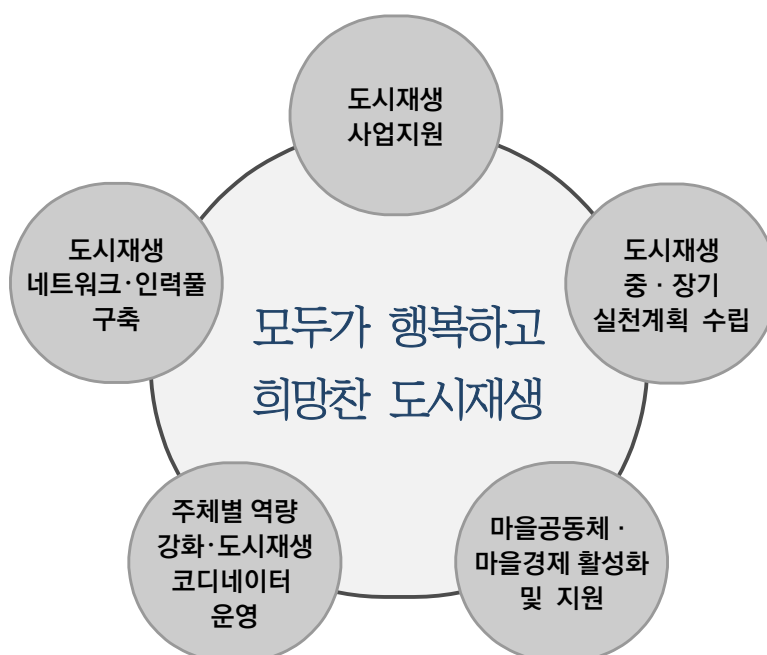 도시재생
사업지원
도시재생
네트워크·인력풀
구축
도시재생
중 · 장기
실천계획 수립
모두가 행복하고
희망찬 도시재생
주체별 역량
강화·도시재생
코디네이터
운영
마을공동체 ·
마을경제 활성화
및 지원